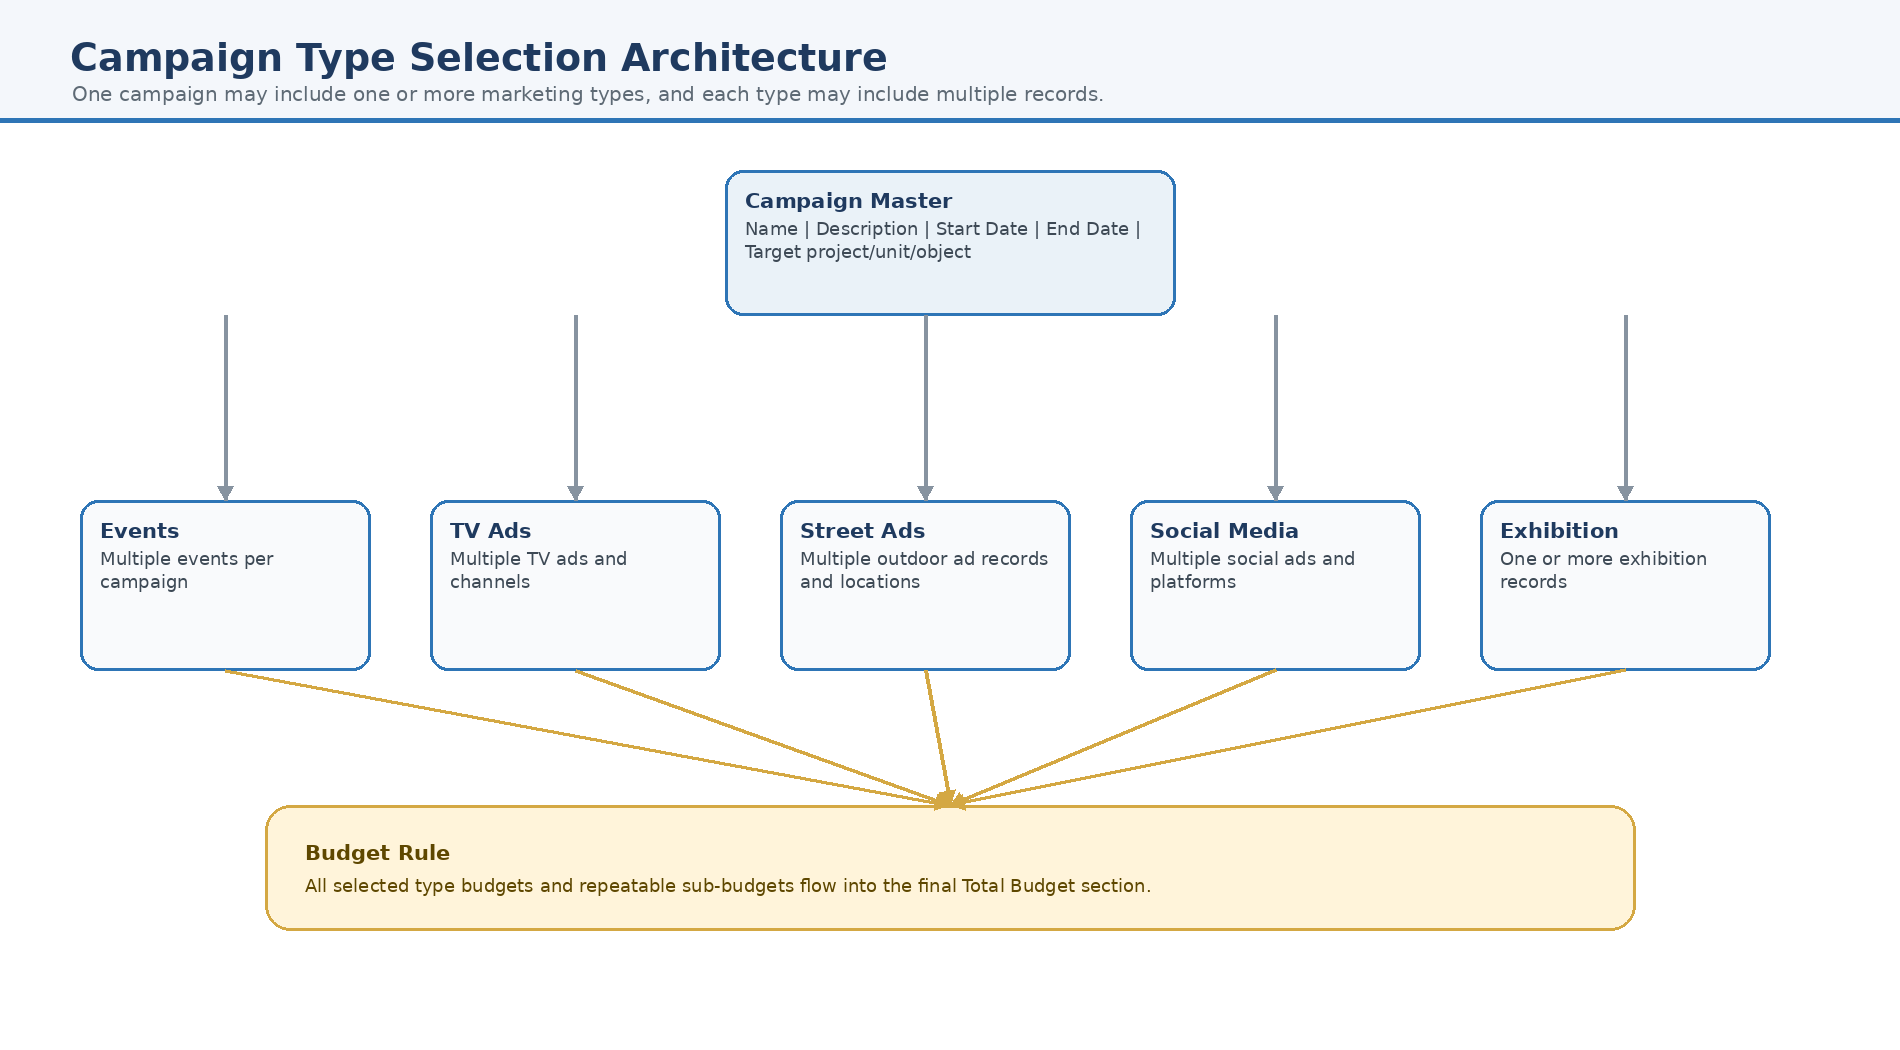 Campaign Type Selection Architecture
One campaign may include one or more marketing types, and each type may include multiple records.
Campaign Master
Name | Description | Start Date | End Date |
Target project/unit/object
Events
Multiple events per
campaign
TV Ads
Multiple TV ads and
channels
Street Ads
Multiple outdoor ad records
and locations
Social Media
Multiple social ads and
platforms
Exhibition
One or more exhibition
records
Budget Rule
All selected type budgets and repeatable sub-budgets flow into the final Total Budget section.